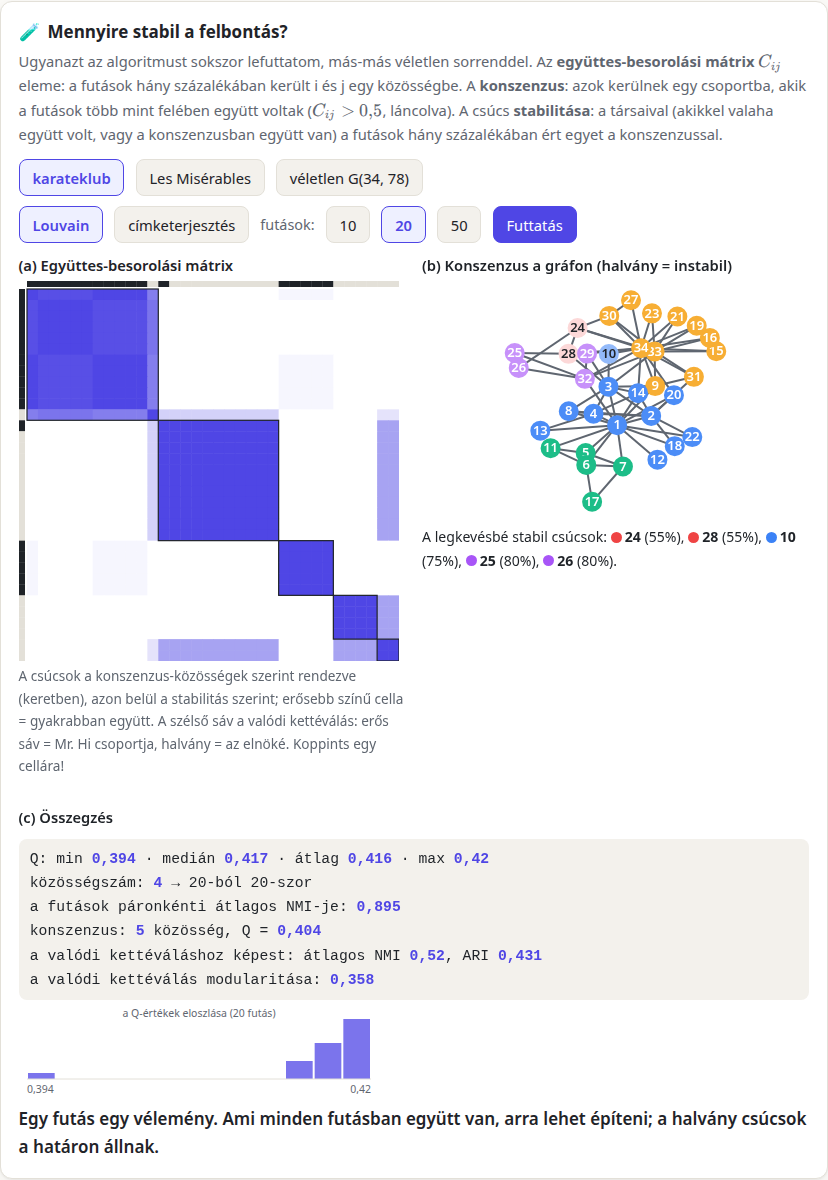 🧪 Mennyire stabil a felbontás?
Ugyanazt az algoritmust sokszor lefuttatom, más-más véletlen sorrenddel. Az együttes-besorolási mátrix C_{ij}
eleme: a futások hány százalékában került i és j egy közösségbe. A konszenzus: azok kerülnek egy csoportba, akik
a futások több mint felében együtt voltak (C_{ij} > 0,5, láncolva). A csúcs stabilitása: a társaival (akikkel valaha
együtt volt, vagy a konszenzusban együtt van) a futások hány százalékában ért egyet a konszenzussal.
karateklub Les Misérables véletlen G(34, 78)
Louvain címketerjesztés futások: 10 20 50 Futtatás
(a) Együttes-besorolási mátrix
A csúcsok a konszenzus-közösségek szerint rendezve
(keretben), azon belül a stabilitás szerint; erősebb színű cella
= gyakrabban együtt. A szélső sáv a valódi kettéválás: erős
sáv = Mr. Hi csoportja, halvány = az elnöké. Koppints egy
cellára!
(b) Konszenzus a gráfon (halvány = instabil)
27
30
23
21
24
19
16
34
33
15
25
28
29
10
26
32
31
3
9
14
20
8
4
2
1
13
22
18
11
5
12
6
7
17
A legkevésbé stabil csúcsok: 24 (55%), 28 (55%), 10
(75%), 25 (80%), 26 (80%).
(c) Összegzés
Q: min 0,394 · medián 0,417 · átlag 0,416 · max 0,42
közösségszám: 4 → 20-ból 20-szor
a futások páronkénti átlagos NMI-je: 0,895
konszenzus: 5 közösség, Q = 0,404
a valódi kettéváláshoz képest: átlagos NMI 0,52, ARI 0,431
a valódi kettéválás modularitása: 0,358
a Q-értékek eloszlása (20 futás)
0,394 0,42
Egy futás egy vélemény. Ami minden futásban együtt van, arra lehet építeni; a halvány csúcsok
a határon állnak.